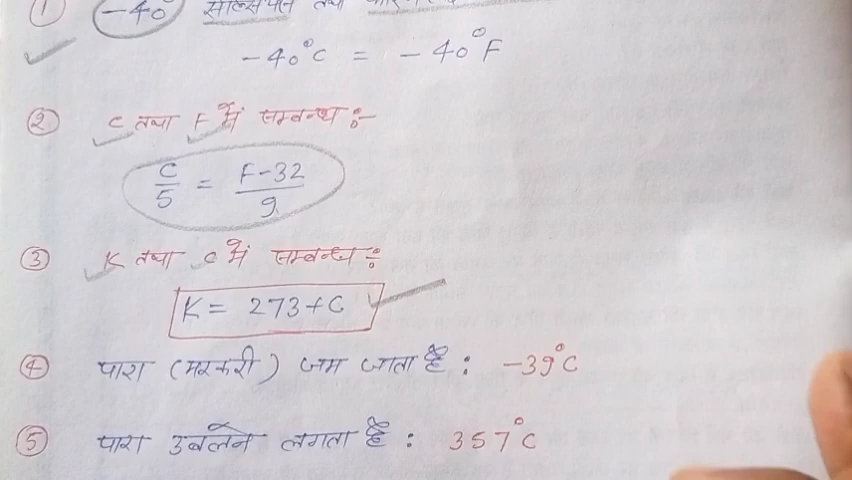 ① -40° सेल्सियस तथा
-40°C = -40°F
② C तथा F में सम्बन्ध :-
C/5 = F-32/9
③ K तथा C में सम्बन्ध :
K = 273+C
④ पारा (मरकरी) जम जाता है : -39°C
⑤ पारा उबलने लगता है : 357°C